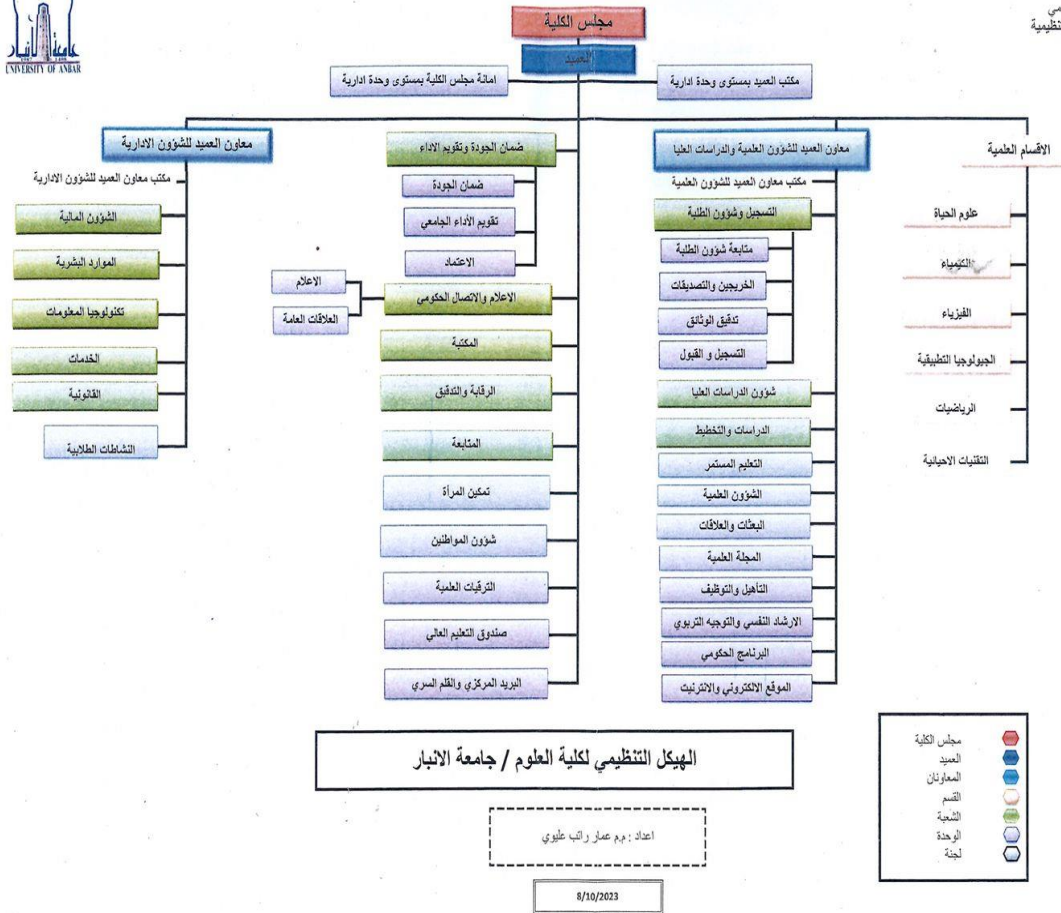 جامعة الأنبار
UNIVERSITY OF ANBAR
مجلس الكلية
العميد
مكتب العميد بمستوى وحدة ادارية
امانة مجلس الكلية بمستوى وحدة ادارية
الاقسام العلمية
علوم الحياة
الكيمياء
الفيزياء
الجيولوجيا التطبيقية
الرياضيات
التقنيات الاحيائية
معاون العميد للشؤون العلمية والدراسات العليا
مكتب معاون العميد للشؤون العلمية
التسجيل وشؤون الطلبة
متابعة شؤون الطلبة
الخريجين والتصديقات
تدقيق الوثائق
التسجيل و القبول
شؤون الدراسات العليا
الدراسات والتخطيط
التعليم المستمر
الشؤون العلمية
البعثات والعلاقات
المجلة العلمية
التأهيل والتوظيف
الارشاد النفسي والتوجيه التربوي
البرنامج الحكومي
الموقع الالكتروني والانترنيت
ضمان الجودة وتقويم الاداء
ضمان الجودة
تقويم الأداء الجامعي
الاعتماد
الاعلام والاتصال الحكومي
الاعلام
العلاقات العامة
المكتبة
الرقابة والتدقيق
المتابعة
تمكين المرأة
شؤون المواطنين
الترقيات العلمية
صندوق التعليم العالي
البريد المركزي والقلم السري
معاون العميد للشؤون الادارية
مكتب معاون العميد للشؤون الادارية
الشؤون المالية
الموارد البشرية
تكنولوجيا المعلومات
الخدمات
القانونية
النشاطات الطلابية
الهيكل التنظيمي لكلية العلوم / جامعة الانبار
اعداد : م.م عمار راتب عليوي
8/10/2023
مجلس الكلية
العميد
المعاونان
القسم
الشعبة
الوحدة
لجنة